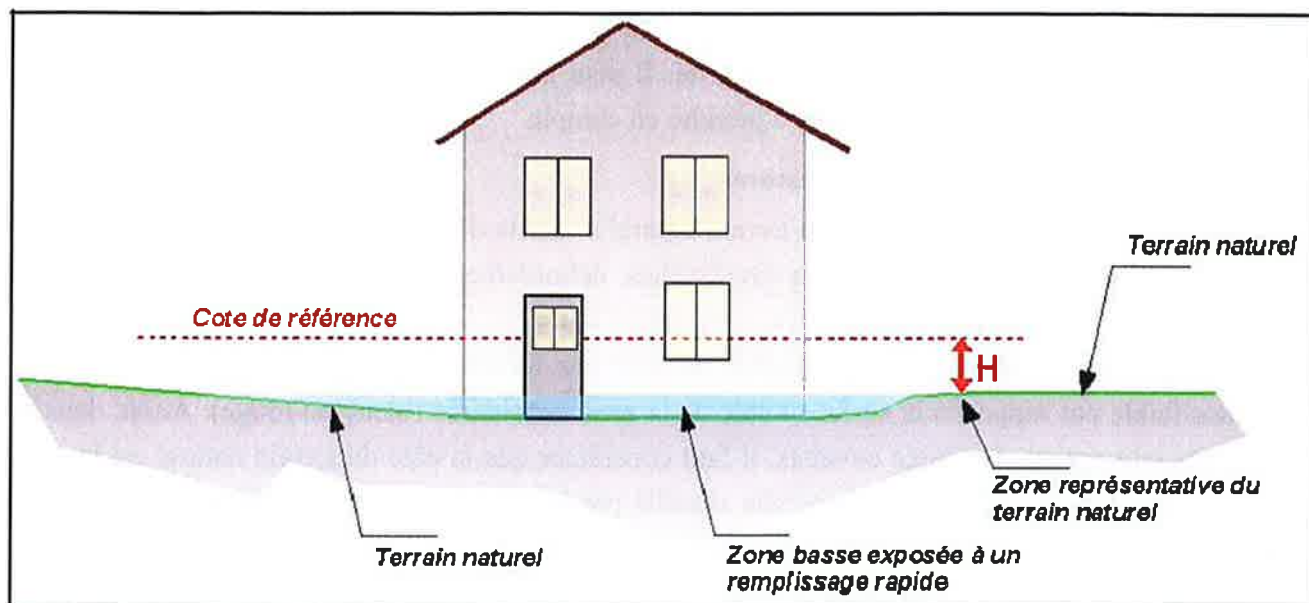 Terrain naturel
Cote de référence
H
Zone représentative du
terrain naturel
Terrain naturel
Zone basse exposée à un
remplissage rapide